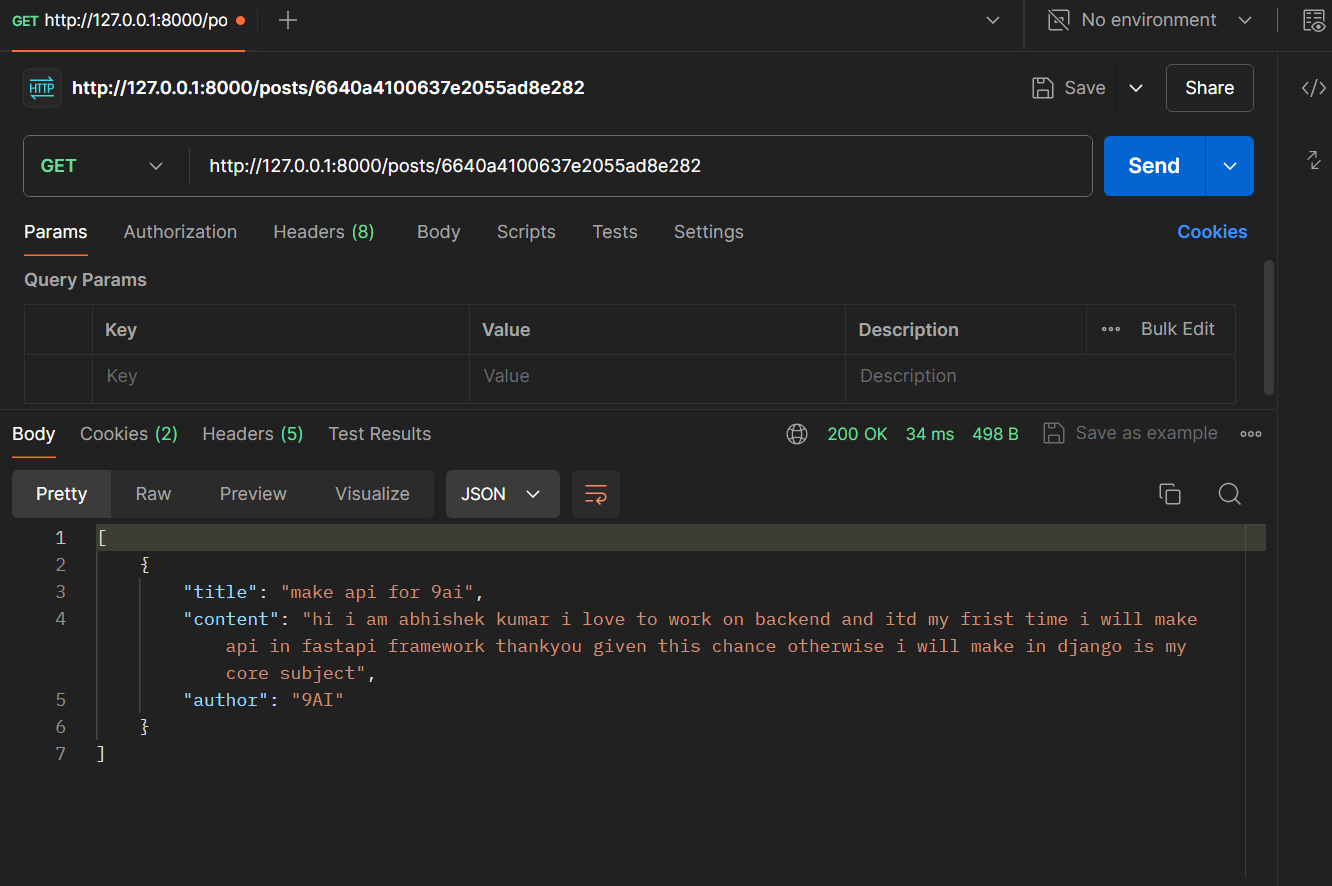 GET http://127.0.0.1:8000/po
No environment
HTTP http://127.0.0.1:8000/posts/6640a4100637e2055ad8e282 Save Share
GET http://127.0.0.1:8000/posts/6640a4100637e2055ad8e282 Send
Params Authorization Headers (8) Body Scripts Tests Settings Cookies
Query Params
Key Value Description Bulk Edit
Key Value Description
Body Cookies (2) Headers (5) Test Results 200 OK 34 ms 498 B Save as example
Pretty Raw Preview Visualize JSON
1 [
2 {
3 "title": "make api for 9ai",
4 "content": "hi i am abhishek kumar i love to work on backend and itd my frist time i will make
api in fastapi framework thankyou given this chance otherwise i will make in django is my
core subject",
5 "author": "9AI"
6 }
7 ]